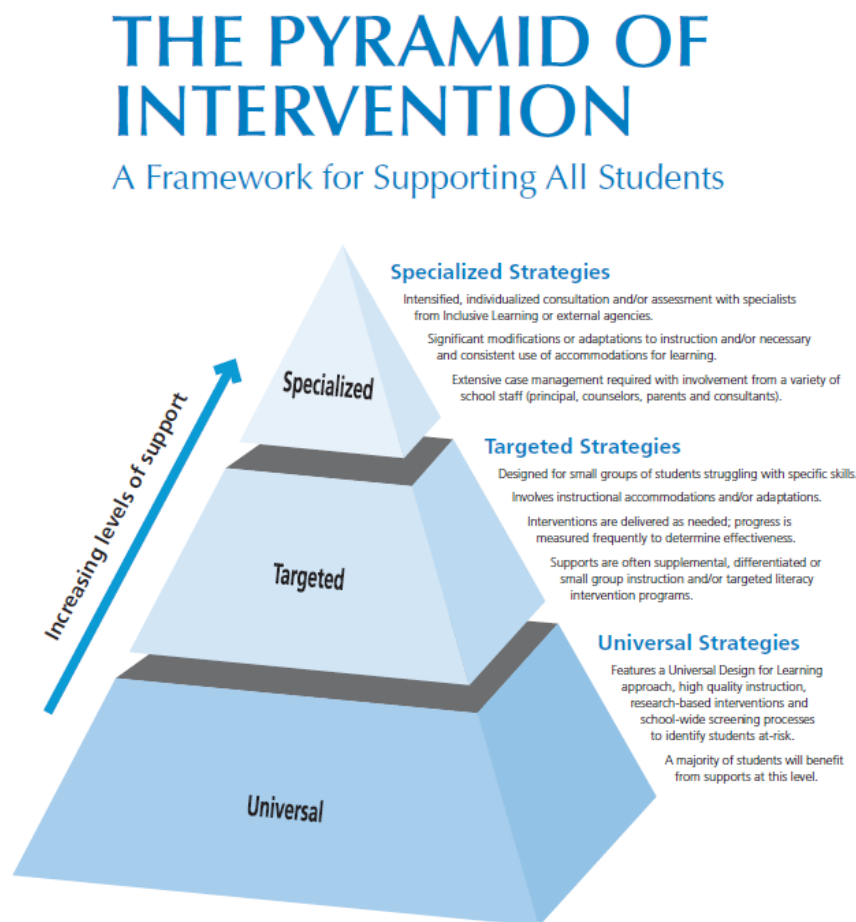 THE PYRAMID OF
INTERVENTION
A Framework for Supporting All Students
Specialized Strategies
Intensified, individualized consultation and/or assessment with specialists
from Inclusive Learning or external agencies.
Significant modifications or adaptations to instruction and/or necessary
and consistent use of accommodations for learning.
Extensive case management required with involvement from a variety of
school staff (principal, counselors, parents and consultants).
Specialized
Increasing levels of support
Targeted Strategies
Designed for small groups of students struggling with specific skills.
Involves instructional accommodations and/or adaptations.
Interventions are delivered as needed; progress is
measured frequently to determine effectiveness.
Supports are often supplemental, differentiated or
small group instruction and/or targeted literacy
intervention programs.
Targeted
Universal Strategies
Features a Universal Design for Learning
approach, high quality instruction,
research-based interventions and
school-wide screening processes
to identify students at-risk.
A majority of students will benefit
from supports at this level.
Universal